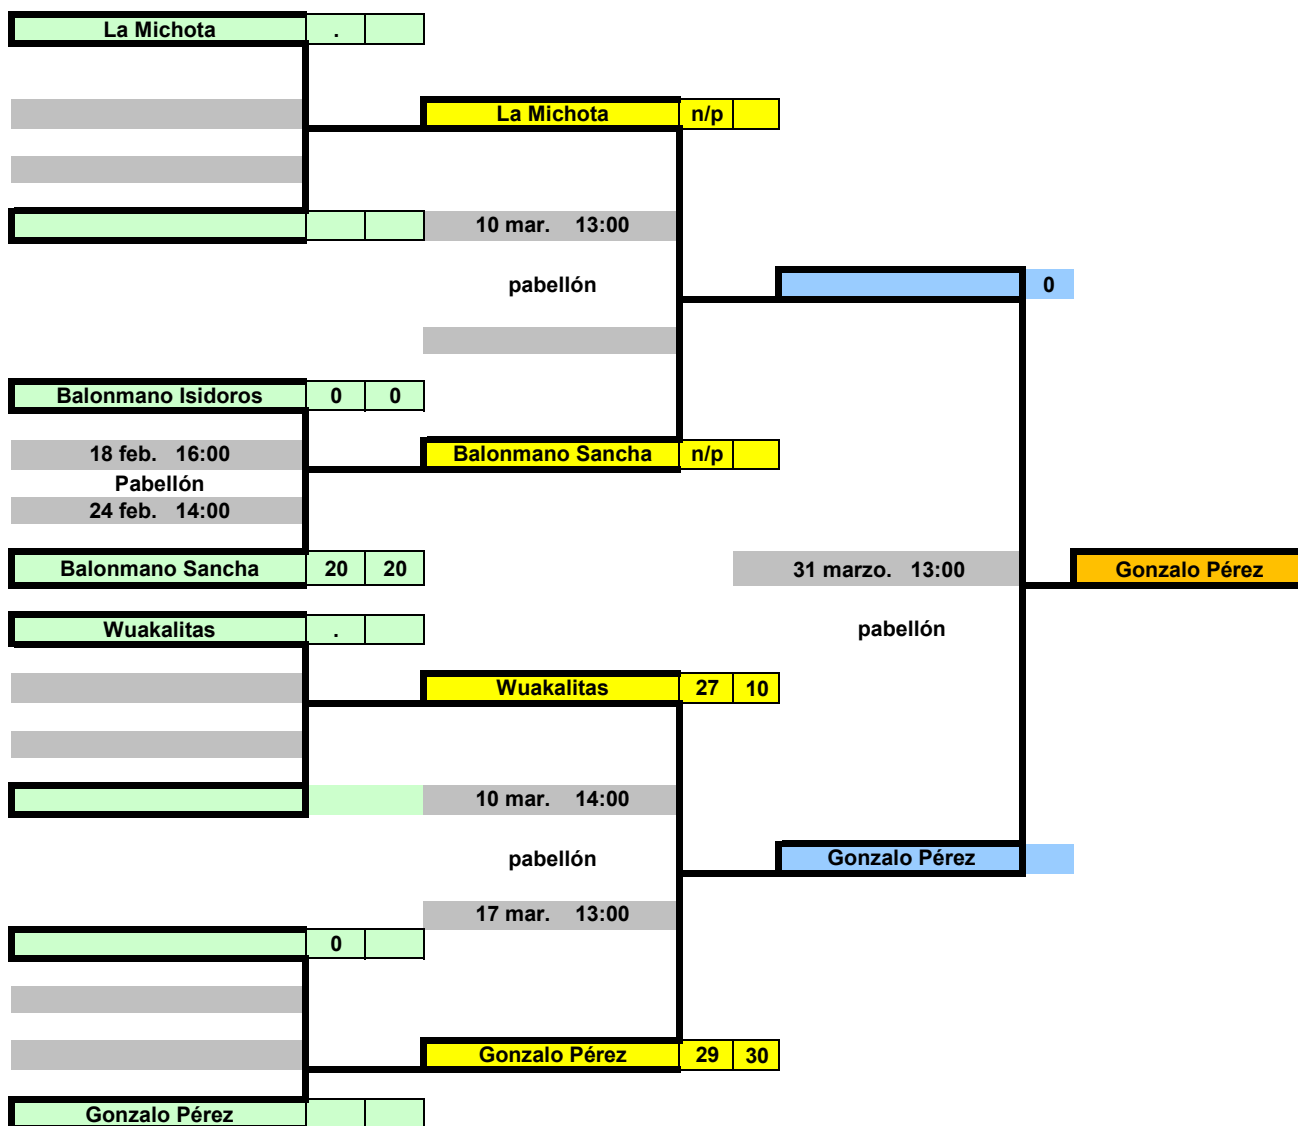 La Michota .
La Michota n/p
10 mar. 13:00
pabellón
0
Balonmano Isidoros 0 0
18 feb. 16:00
Balonmano Sancha n/p
Pabellón
24 feb. 14:00
Balonmano Sancha 20 20
31 marzo. 13:00
Gonzalo Pérez
Wuakalitas .
pabellón
Wuakalitas 27 10
10 mar. 14:00
pabellón
Gonzalo Pérez
17 mar. 13:00
0
Gonzalo Pérez 29 30
Gonzalo Pérez